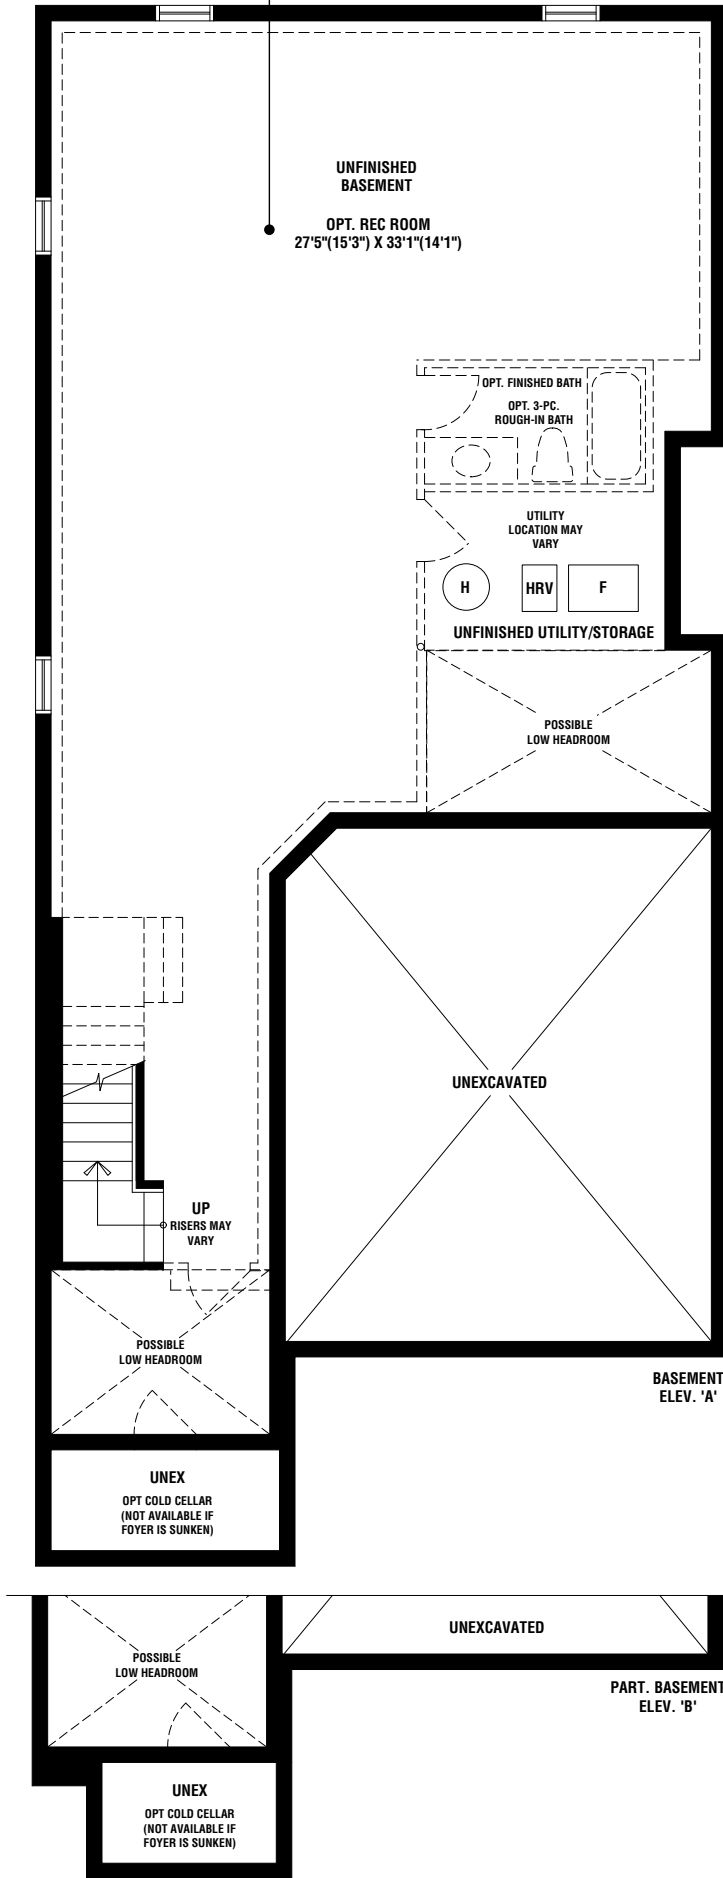 UNFINISHED
BASEMENT
OPT. REC ROOM
27'5"(15'3") X 33'1"(14'1")
OPT. FINISHED BATH
OPT. 3-PC.
ROUGH-IN BATH
UTILITY
LOCATION MAY
VARY
H
HRV
F
UNFINISHED UTILITY/STORAGE
POSSIBLE
LOW HEADROOM
UNEXCAVATED
UP
RISERS MAY
VARY
POSSIBLE
LOW HEADROOM
BASEMENT
ELEV. 'A'
UNEX
OPT COLD CELLAR
(NOT AVAILABLE IF
FOYER IS SUNKEN)
UNEXCAVATED
POSSIBLE
LOW HEADROOM
PART. BASEMENT
ELEV. 'B'
UNEX
OPT COLD CELLAR
(NOT AVAILABLE IF
FOYER IS SUNKEN)